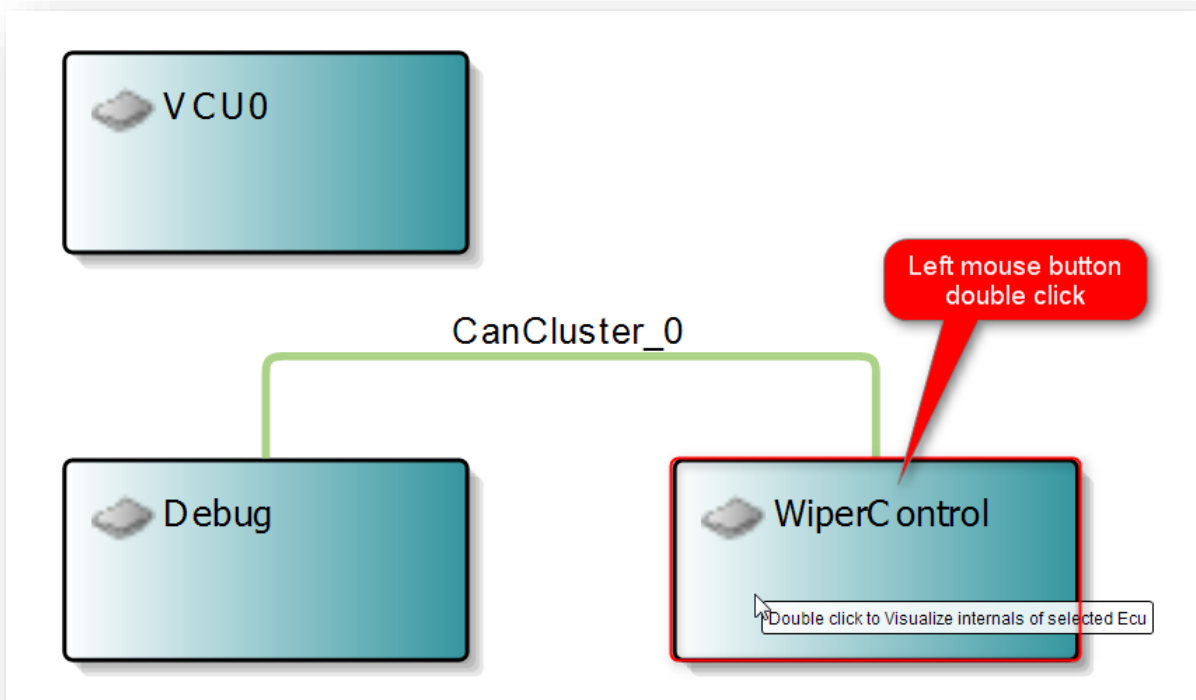 VCU0
Left mouse button
double click
CanCluster_0
Debug
WiperControl
Double click to Visualize internals of selected Ecu